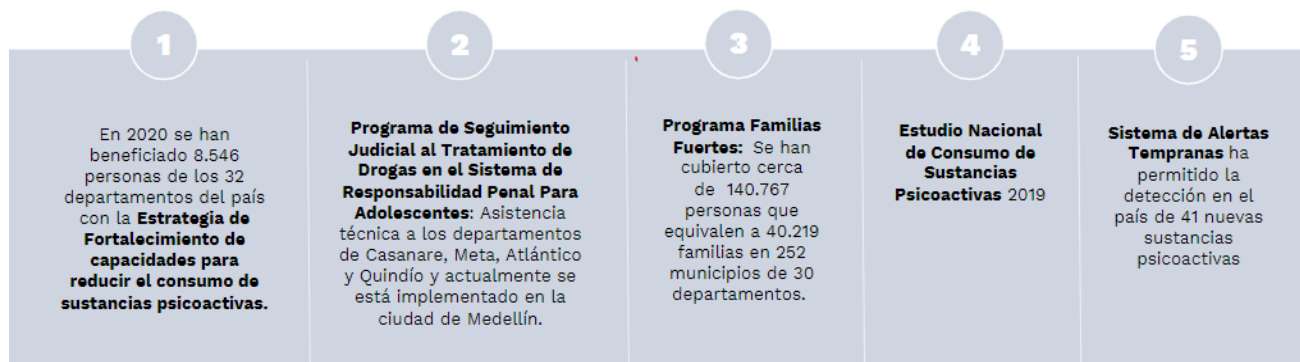 1
En 2020 se han
beneficiado 8.546
personas de los 32
departamentos del país
con la Estrategia de
Fortalecimiento de
capacidades para
reducir el consumo de
sustancias psicoactivas.
2
Programa de Seguimiento
Judicial al Tratamiento de
Drogas en el Sistema de
Responsabilidad Penal Para
Adolescentes: Asistencia
técnica a los departamentos
de Casanare, Meta, Atlántico
y Quindío y actualmente se
está implementado en la
ciudad de Medellín.
3
Programa Familias
Fuertes: Se han
cubierto cerca
de 140.767
personas que
equivalen a 40.219
familias en 252
municipios de 30
departamentos.
4
Estudio Nacional
de Consumo de
Sustancias
Psicoactivas 2019
5
Sistema de Alertas
Tempranas ha
permitido la
detección en el
país de 41 nuevas
sustancias
psicoactivas